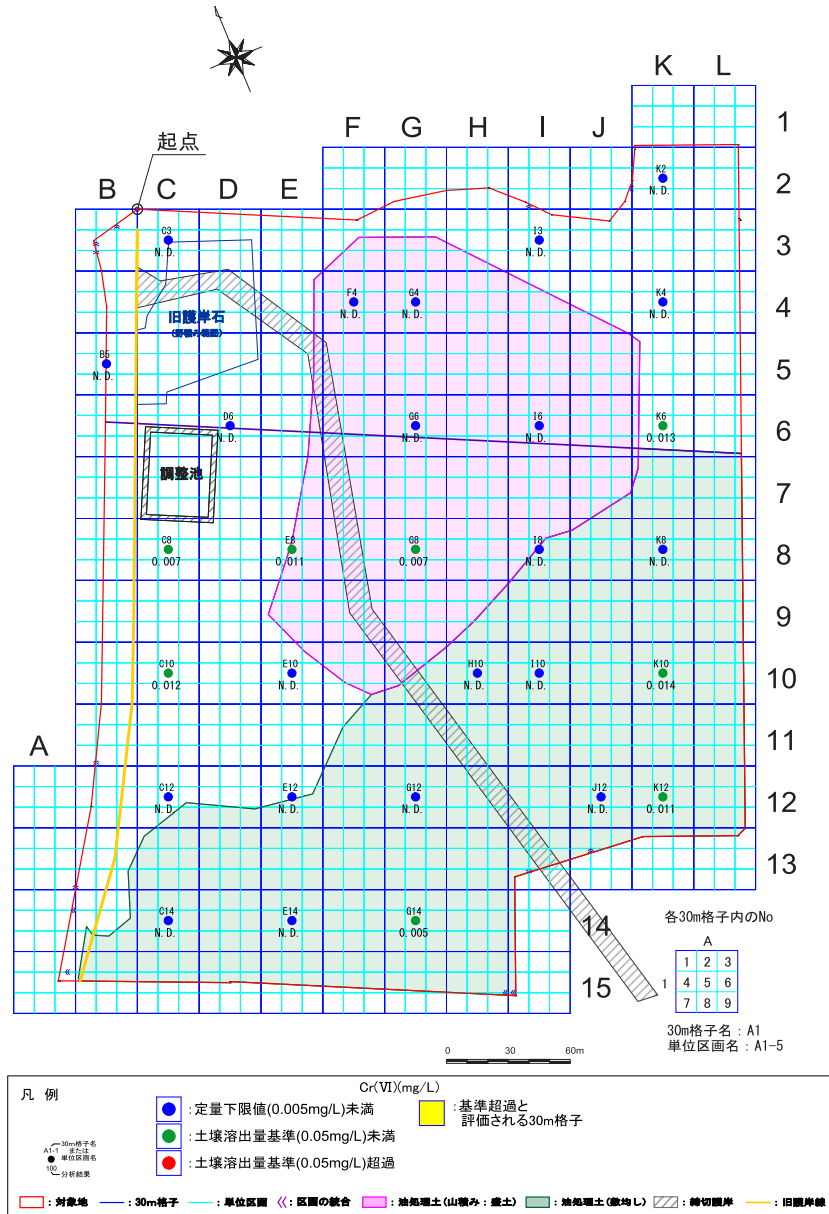 K L
1
F G H I J
起点
K2
N.D.
2
B C D E
C3
N.D.
I3
N.D.
3
F4
N.D.
G4
N.D.
K4
N.D.
4
旧護岸石
(野積み範囲)
B5
N.D.
5
D6
N.D.
G6
N.D.
I6
N.D.
K6
0.013
6
調整池
7
C8
0.007
E8
0.011
G8
0.007
I8
N.D.
K8
N.D.
8
9
C10
0.012
E10
N.D.
H10
N.D.
I10
N.D.
K10
0.014
10
A
11
C12
N.D.
E12
N.D.
G12
N.D.
J12
N.D.
K12
0.011
12
13
C14
N.D.
E14
N.D.
G14
0.005
14
15
各30m格子内のNo
A
1 2 3
1 4 5 6
7 8 9
30m格子名：A1
単位区画名：A1-5
0 30 60m
凡 例
Cr(VI)(mg/L)
30m格子名
または
単位区画名
A1-1
100
分析結果
：定量下限値(0.005mg/L)未満
：土壌溶出量基準(0.05mg/L)未満
：土壌溶出量基準(0.05mg/L)超過
：基準超過と
評価される30m格子
：対象地 ：30m格子 ：単位区画 ：区画の統合 ：油処理土(山積み：盛土) ：油処理土(敷均し) ：締切護岸 ：旧護岸線